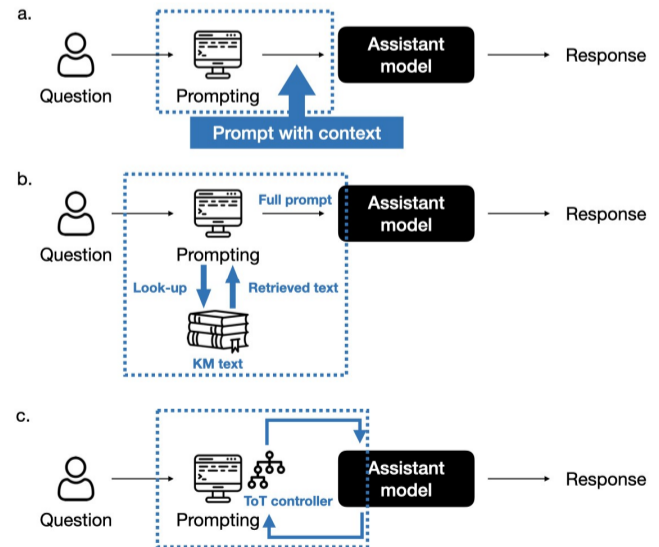 a.
Question
Prompting
Assistant
model
Response
Prompt with context
b.
Question
Prompting
Full prompt
Assistant
model
Response
Look-up
Retrieved text
KM text
c.
Question
Prompting
ToT controller
Assistant
model
Response